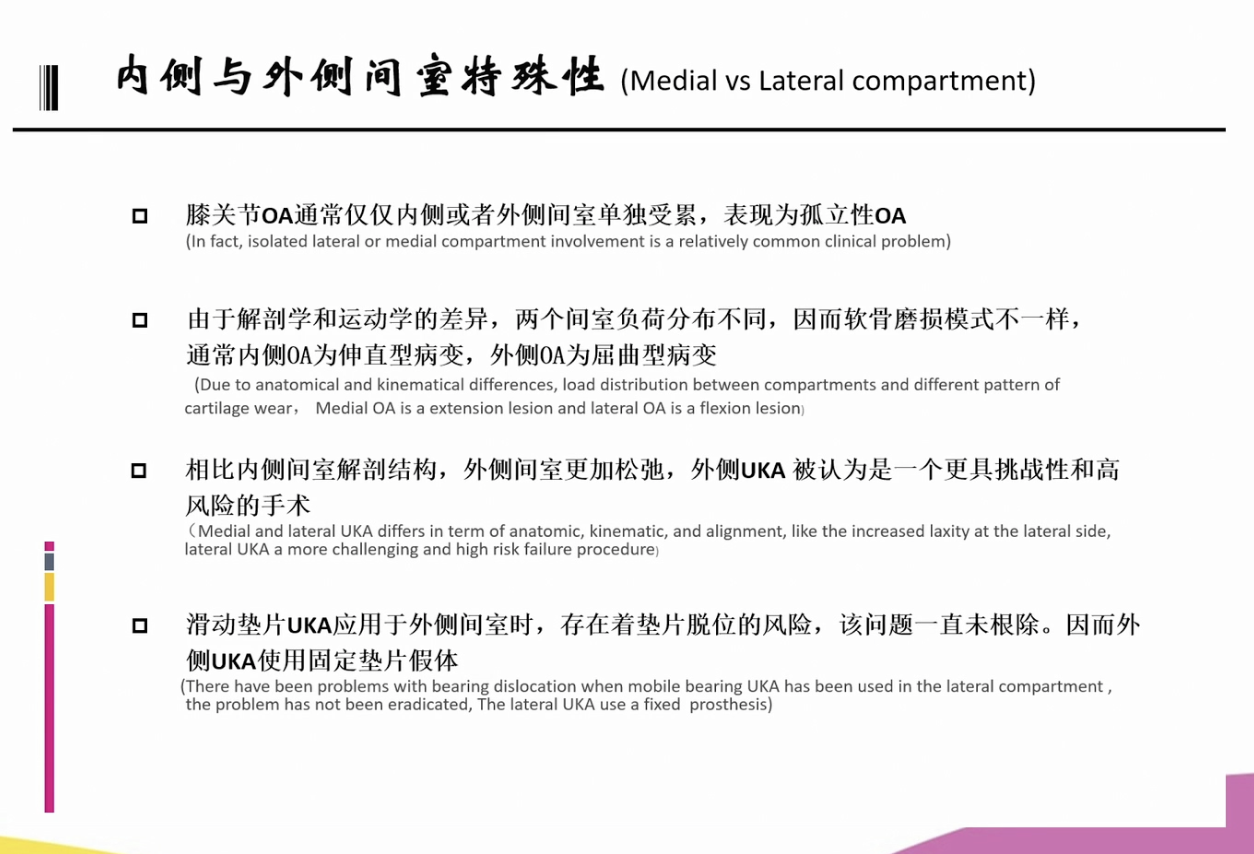 内侧与外侧间室特殊性 (Medial vs Lateral compartment)
膝关节OA通常仅仅内侧或者外侧间室单独受累，表现为孤立性OA
(In fact, isolated lateral or medial compartment involvement is a relatively common clinical problem)
由于解剖学和运动学的差异，两个间室负荷分布不同，因而软骨磨损模式不一样，
通常内侧OA为伸直型病变，外侧OA为屈曲型病变
(Due to anatomical and kinematical differences, load distribution between compartments and different pattern of
cartilage wear， Medial OA is a extension lesion and lateral OA is a flexion lesion)
相比内侧间室解剖结构，外侧间室更加松弛，外侧UKA 被认为是一个更具挑战性和高
风险的手术
（Medial and lateral UKA differs in term of anatomic, kinematic, and alignment, like the increased laxity at the lateral side,
lateral UKA a more challenging and high risk failure procedure)
滑动垫片UKA应用于外侧间室时，存在着垫片脱位的风险，该问题一直未根除。因而外
侧UKA使用固定垫片假体
(There have been problems with bearing dislocation when mobile bearing UKA has been used in the lateral compartment ,
the problem has not been eradicated, The lateral UKA use a fixed prosthesis)